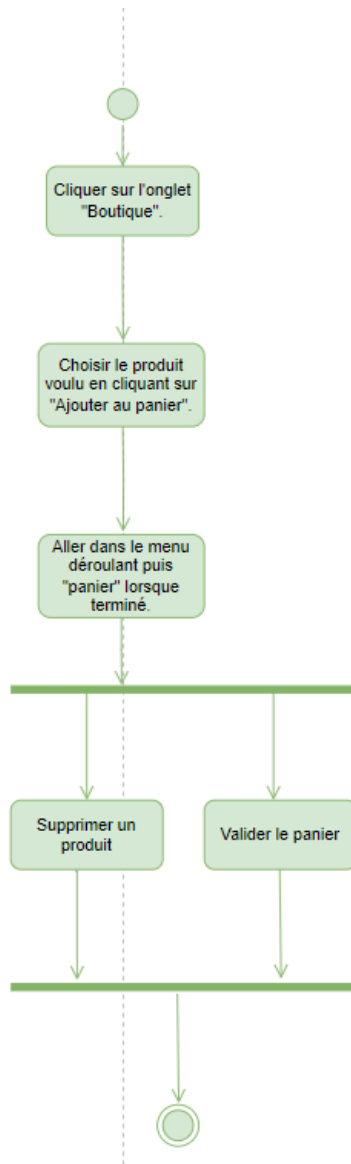 Cliquer sur l'onglet
"Boutique".
Choisir le produit
voulu en cliquant sur
"Ajouter au panier".
Aller dans le menu
déroulant puis
"panier" lorsque
terminé.
Supprimer un
produit
Valider le panier